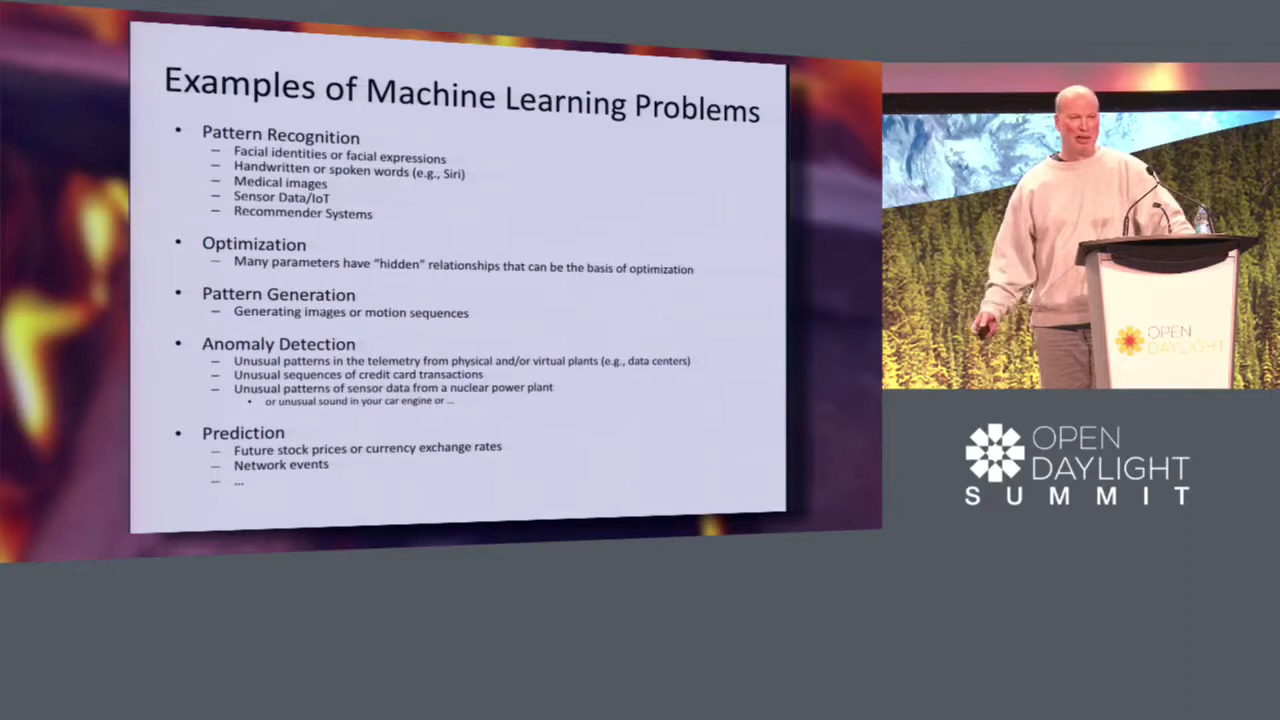 Examples of Machine Learning Problems
• Pattern Recognition
– Facial identities or facial expressions
– Handwritten or spoken words (e.g., Siri)
– Medical images
– Sensor Data/IoT
– Recommender Systems
• Optimization
– Many parameters have “hidden” relationships that can be the basis of optimization
• Pattern Generation
– Generating images or motion sequences
• Anomaly Detection
– Unusual patterns in the telemetry from physical and/or virtual plants (e.g., data centers)
– Unusual sequences of credit card transactions
– Unusual patterns of sensor data from a nuclear power plant
• or unusual sound in your car engine or ...
• Prediction
– Future stock prices or currency exchange rates
– Network events
– ...
OPEN
DAYLIGHT
OPEN
DAYLIGHT
SUMMIT